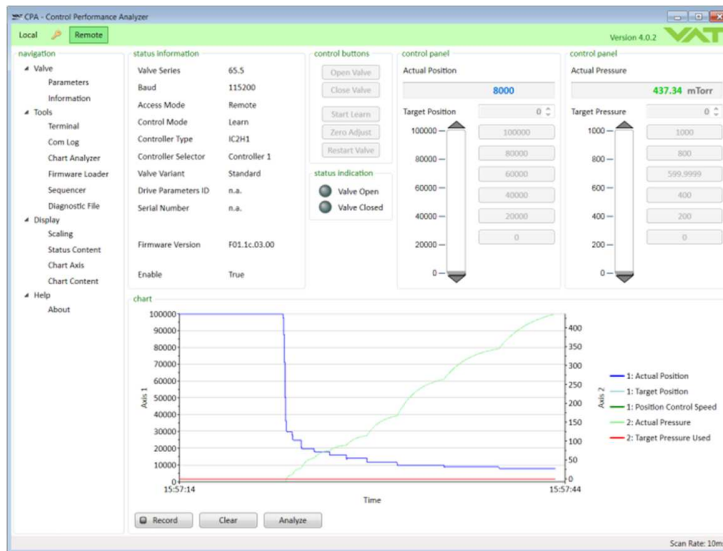 CPA - Control Performance Analyzer
Local
Remote
Version 4.0.2
VAT
navigation
Valve
Parameters
Information
Tools
Terminal
Com Log
Chart Analyzer
Firmware Loader
Sequencer
Diagnostic File
Display
Scaling
Status Content
Chart Axis
Chart Content
Help
About
status information
Valve Series 65.5
Baud 115200
Access Mode Remote
Control Mode Learn
Controller Type IC2H1
Controller Selector Controller 1
Valve Variant Standard
Drive Parameters ID n.a.
Serial Number n.a.
Firmware Version F01.1c.03.00
Enable True
control buttons
Open Valve
Close Valve
Start Learn
Zero Adjust
Restart Valve
status indication
Valve Open
Valve Closed
control panel
Actual Position
8000
Target Position 0
100000 100000
80000 80000
60000 60000
40000 40000
20000 20000
0 0
control panel
Actual Pressure
437.34 mTorr
Target Pressure 0
1000 1000
800 800
600 599.9999
400 400
200 200
0 0
chart
Axis 1
100000
90000
80000
70000
60000
50000
40000
30000
20000
10000
0
15:57:14
15:57:44
Time
400
350
300
250
200
150
100
50
0
Axis 2
1: Actual Position
1: Target Position
1: Position Control Speed
2: Actual Pressure
2: Target Pressure Used
Record
Clear
Analyze
Scan Rate: 10m